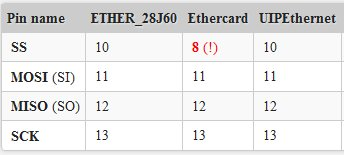 Pin name ETHER_28J60 Ethercard UIPEthernet
SS 10 8 (!) 10
MOSI (SI) 11 11 11
MISO (SO) 12 12 12
SCK 13 13 13